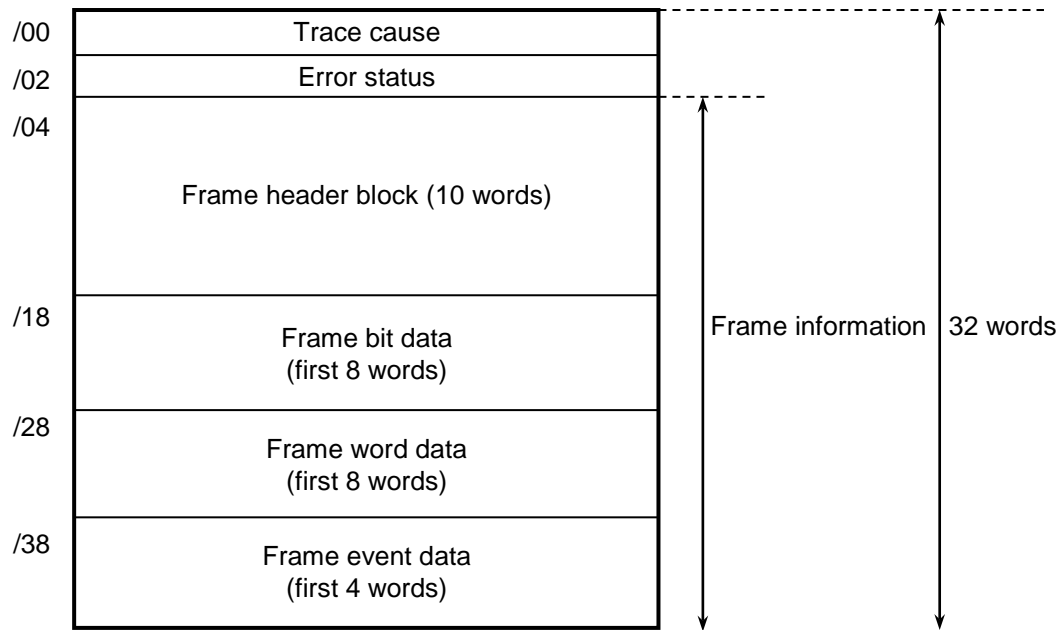 /00
Trace cause
/02
Error status
/04
Frame header block (10 words)
/18
Frame bit data
(first 8 words)
Frame information
32 words
/28
Frame word data
(first 8 words)
/38
Frame event data
(first 4 words)